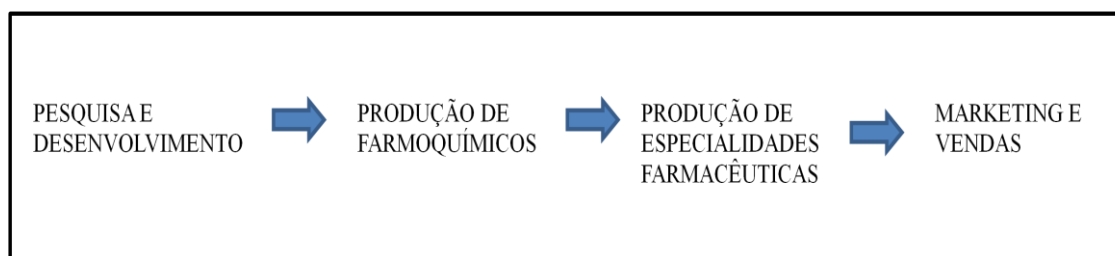 PESQUISA E
DESENVOLVIMENTO
PRODUÇÃO DE
FARMOQUÍMICOS
PRODUÇÃO DE
ESPECIALIDADES
FARMACÊUTICAS
MARKETING E
VENDAS